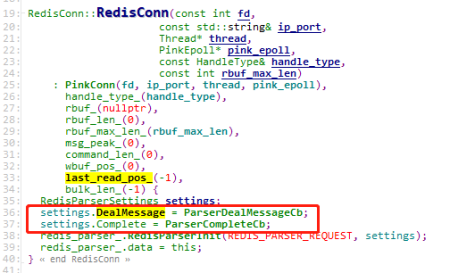 19: RedisConn::RedisConn(const int fd,
20: const std::string& ip_port,
21: Thread* thread,
22: PinkEpoll* pink_epoll,
23: const HandleType& handle_type,
24: const int rbuf_max_len)
25: : PinkConn(fd, ip_port, thread, pink_epoll),
26: handle_type_(handle_type),
27: rbuf_(nullptr),
28: rbuf_len_(0),
29: rbuf_max_len_(rbuf_max_len),
30: msg_peak_(0),
31: command_len_(0),
32: wbuf_pos_(0),
33: last_read_pos_(-1),
34: bulk_len_(-1) {
35: RedisParserSettings settings;
36: settings.DealMessage = ParserDealMessageCb;
37: settings.Complete = ParserCompleteCb;
38: redis_parser_.RedisParserInit(REDIS_PARSER_REQUEST, settings);
39: redis_parser_.data = this;
40: } « end RedisConn »